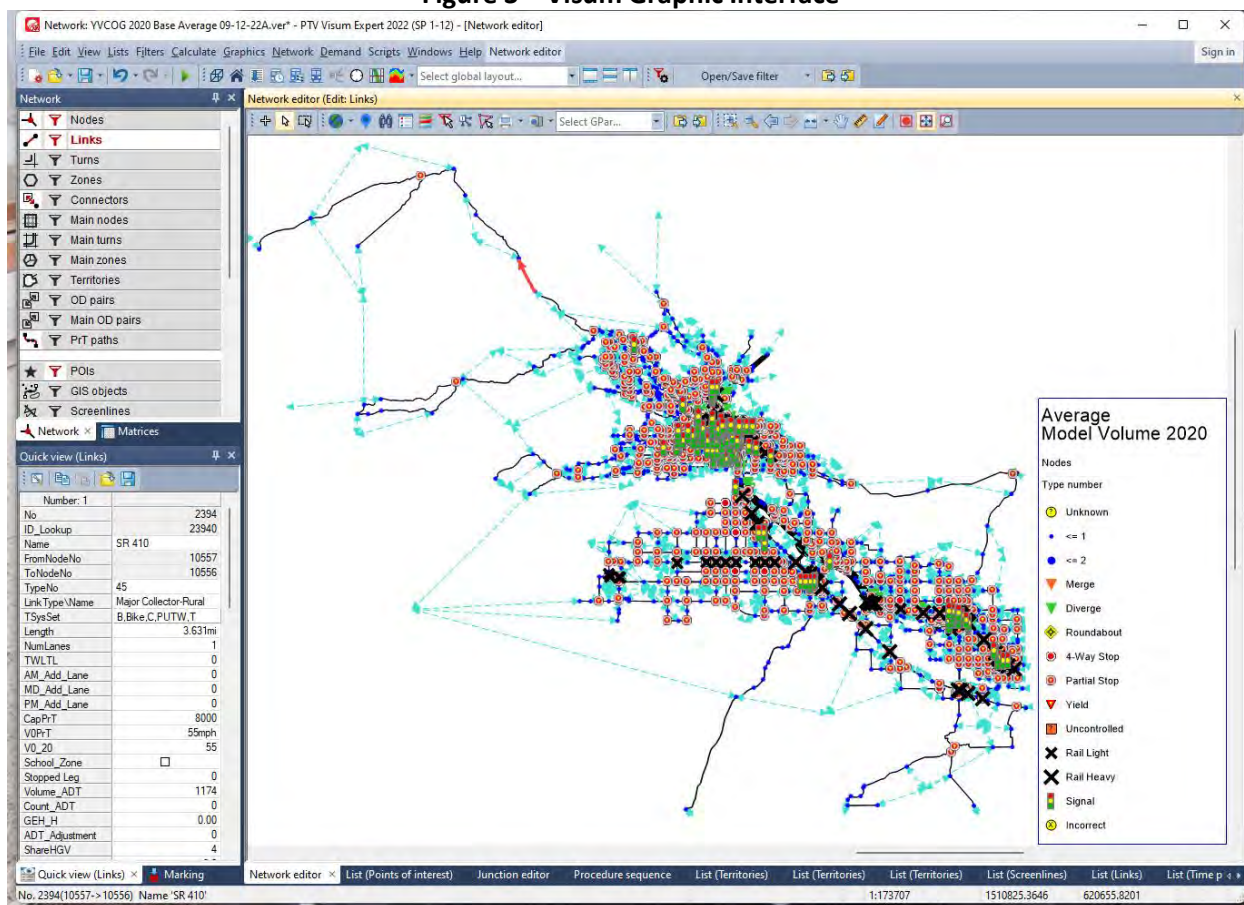 Figure 3 – Visum Graphic Interface
Network: YVCOG 2020 Base Average 09-12-22A.ver* - PTV Visum Expert 2022 (SP 1-12) - [Network editor]
File Edit View Lists Filters Calculate Graphics Network Demand Scripts Windows Help Network editor
Sign in
Select global layout...
Open/Save filter
Network
Network editor (Edit: Links)
Select GPar...
Nodes
Links
Turns
Zones
Connectors
Main nodes
Main turns
Main zones
Territories
OD pairs
Main OD pairs
PrT paths
POIs
GIS objects
Screenlines
Network
Matrices
Quick view (Links)
Number: 1
No 2394
ID_Lookup 23940
Name SR 410
FromNodeNo 10557
ToNodeNo 10556
TypeNo 45
LinkType\Name Major Collector-Rural
TSysSet B,Bike,C,PUTW,T
Length 3.631mi
NumLanes 1
TWLTL 0
AM_Add_Lane 0
MD_Add_Lane 0
PM_Add_Lane 0
CapPrT 8000
V0PrT 55mph
V0_20 55
School_Zone
Stopped Leg 0
Volume_ADT 1174
Count_ADT 0
GEH_H 0.00
ADT_Adjustment 0
ShareHGV 4
Average
Model Volume 2020
Nodes
Type number
Unknown
<= 1
<= 2
Merge
Diverge
Roundabout
4-Way Stop
Partial Stop
Yield
Uncontrolled
Rail Light
Rail Heavy
Signal
Incorrect
Quick view (Links)
Marking
Network editor
List (Points of interest)
Junction editor
Procedure sequence
List (Territories)
List (Territories)
List (Territories)
List (Screenlines)
List (Links)
List (Time p
No. 2394(10557->10556) Name 'SR 410'
1:173707
1510825.3646
620655.8201